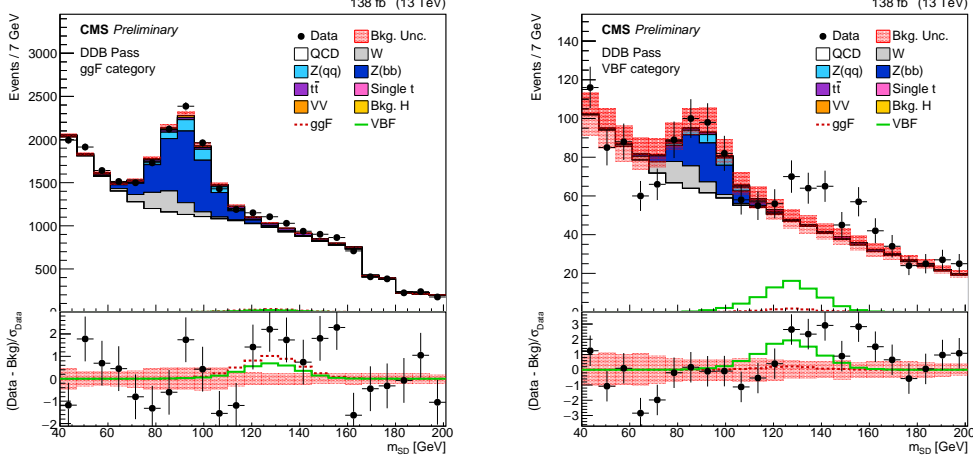 138 fb (13 TeV)
Events / 7 GeV
CMS Preliminary
DDB Pass
ggF category
Data
Bkg. Unc.
QCD
W
Z(qq)
Z(bb)
tt̄
Single t
VV
Bkg. H
ggF
VBF
3000
2500
2000
1500
1000
500
0
(Data - Bkg)/σData
2
1
0
−1
−2
40 60 80 100 120 140 160 180 200
mSD [GeV]
138 fb (13 TeV)
Events / 7 GeV
CMS Preliminary
DDB Pass
VBF category
Data
Bkg. Unc.
QCD
W
Z(qq)
Z(bb)
tt̄
Single t
VV
Bkg. H
ggF
VBF
140
120
100
80
60
40
20
0
(Data - Bkg)/σData
3
2
1
0
−1
−2
−3
40 60 80 100 120 140 160 180 200
mSD [GeV]